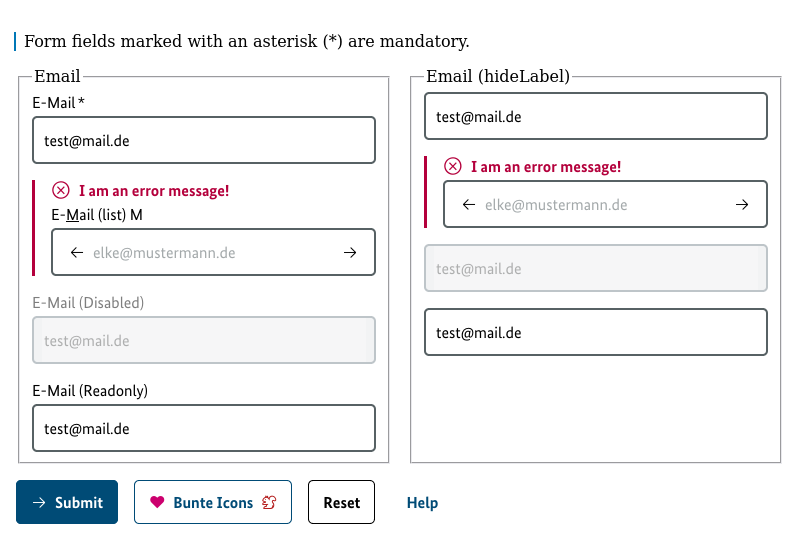 Form fields marked with an asterisk (*) are mandatory.
Email
E-Mail *
test@mail.de
I am an error message!
E-Mail (list) M
elke@mustermann.de
E-Mail (Disabled)
test@mail.de
E-Mail (Readonly)
test@mail.de
Email (hideLabel)
test@mail.de
I am an error message!
elke@mustermann.de
test@mail.de
test@mail.de
Submit
Bunte Icons
Reset
Help